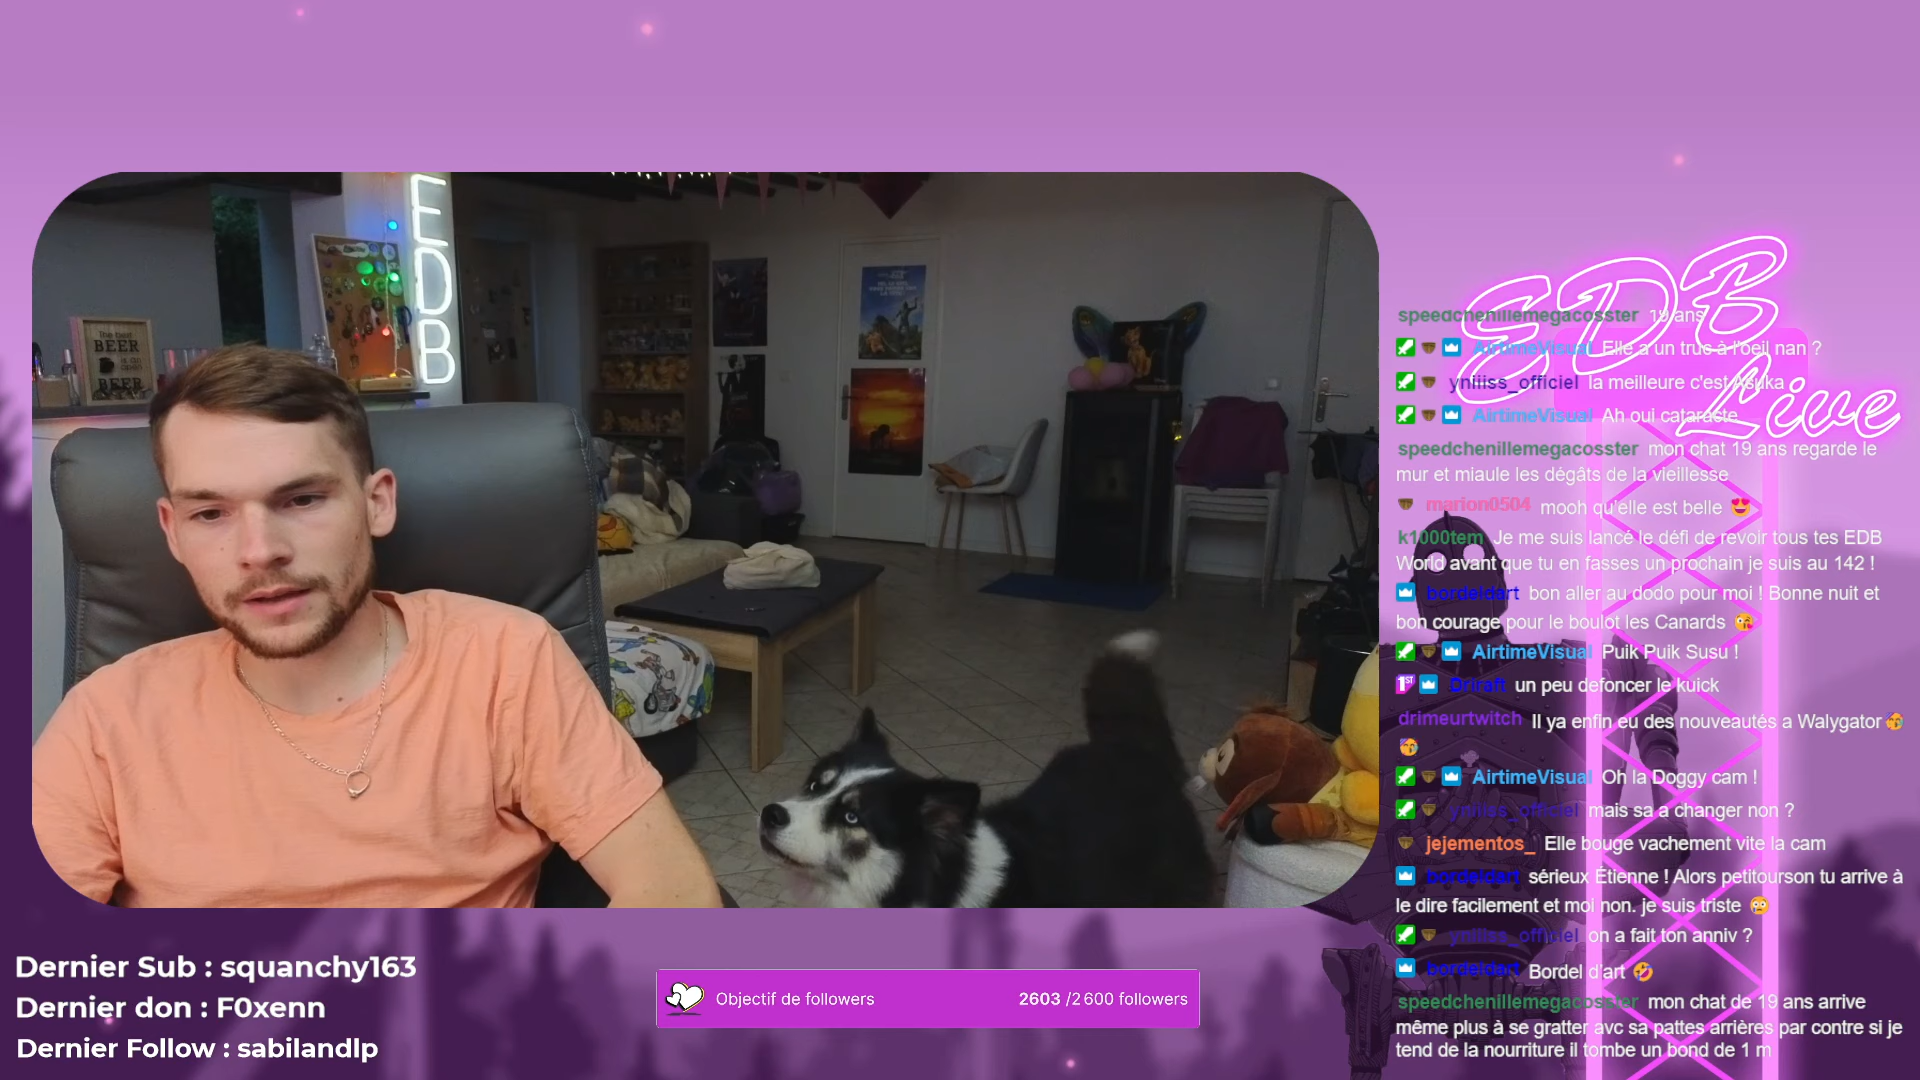 EDB
The best
BEER
is an
open
BEER
EDB
Live
speedchenillemegacosster 19 ans
AirtimeVisual Elle a un truc à l'oeil nan ?
yniiiss_officiel la meilleure c'est Asuka
AirtimeVisual Ah oui cataracte
speedchenillemegacosster mon chat 19 ans regarde le
mur et miaule les dégâts de la vieillesse
marion0504 mooh qu'elle est belle 😍
k1000tem Je me suis lancé le défi de revoir tous tes EDB
World avant que tu en fasses un prochain je suis au 142 !
bordeldart bon aller au dodo pour moi ! Bonne nuit et
bon courage pour le boulot les Canards 😘
AirtimeVisual Puik Puik Susu !
1ST Driraft un peu defoncer le kuick
drimeurtwitch Il ya enfin eu des nouveautés a Walygator 🥳
🥳
AirtimeVisual Oh la Doggy cam !
yniiiss_officiel mais sa a changer non ?
jejementos_ Elle bouge vachement vite la cam
bordeldart sérieux Étienne ! Alors petitourson tu arrive à
le dire facilement et moi non. je suis triste 😢
yniiiss_officiel on a fait ton anniv ?
bordeldart Bordel d'art 🤣
speedchenillemegacosster mon chat de 19 ans arrive
même plus à se gratter avc sa pattes arrières par contre si je
tend de la nourriture il tombe un bond de 1 m
Dernier Sub : squanchy163
Dernier don : F0xenn
Dernier Follow : sabilandlp
Objectif de followers 2603 /2 600 followers